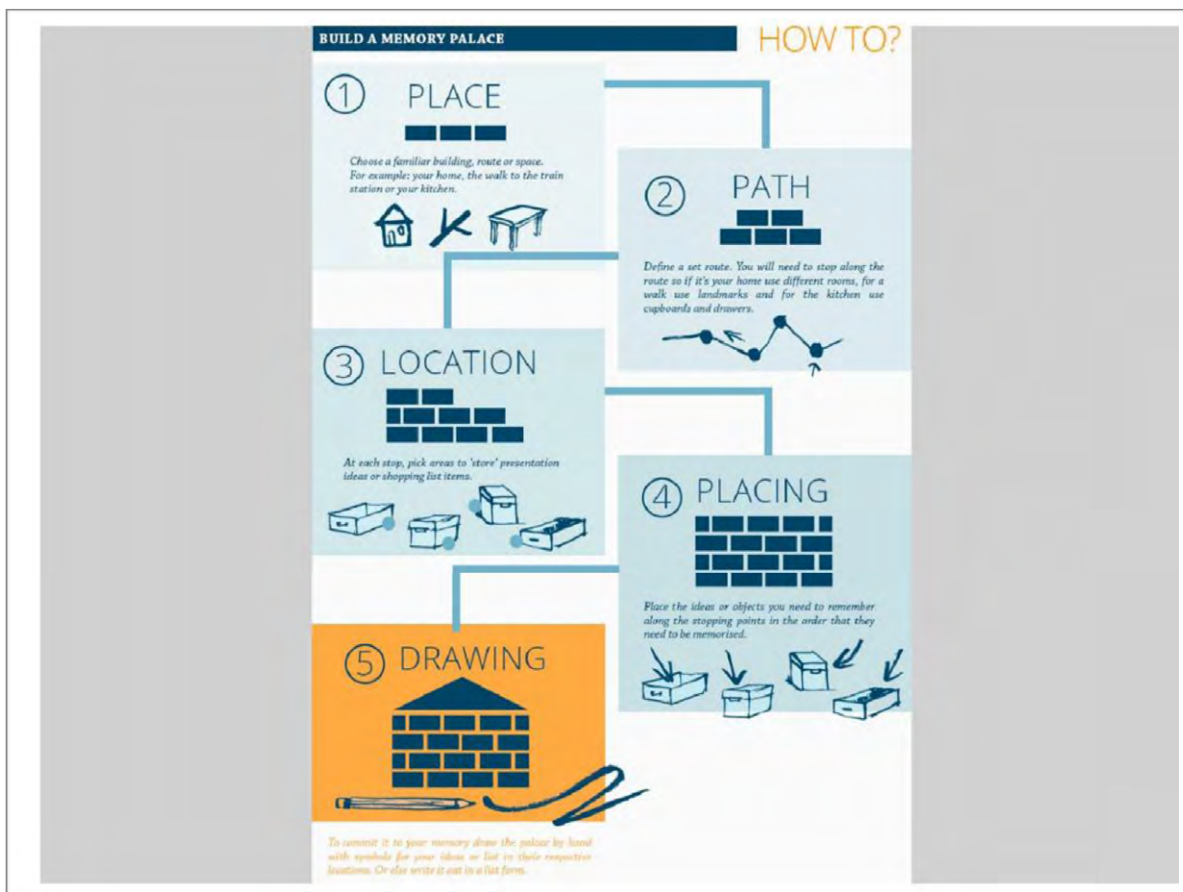 BUILD A MEMORY PALACE
HOW TO?
1 PLACE
Choose a familiar building, route or space.
For example: your home, the walk to the train
station or your kitchen.
2 PATH
Define a set route. You will need to stop along the
route so if it's your home use different rooms, for a
walk use landmarks and for the kitchen use
cupboards and drawers.
3 LOCATION
At each stop, pick areas to 'store' presentation
ideas or shopping list items.
4 PLACING
Place the ideas or objects you need to remember
along the stopping points in the order that they
need to be memorised.
5 DRAWING
To commit it to your memory draw the palace by hand
with symbols for your ideas or list in their respective
locations. Or else write it out in a list form.